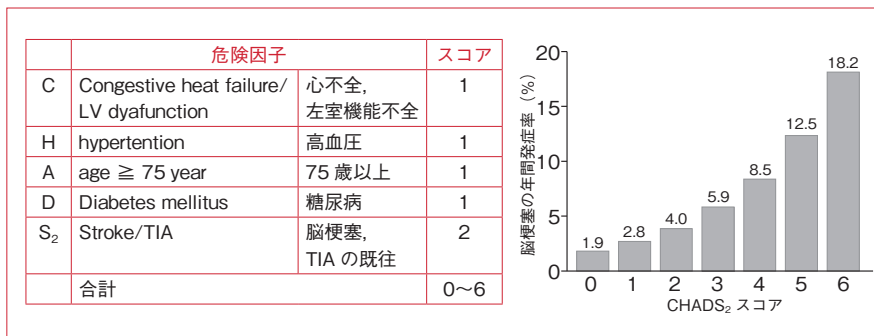 危険因子 スコア
C Congestive heat failure/ 心不全, 1
LV dyafunction 左室機能不全
H hypertention 高血圧 1
A age ≧ 75 year 75 歳以上 1
D Diabetes mellitus 糖尿病 1
S₂ Stroke/TIA 脳梗塞, 2
TIA の既往
合計 0～6
脳梗塞の年間発症率（%）
20
15
10
5
0
1.9
2.8
4.0
5.9
8.5
12.5
18.2
0 1 2 3 4 5 6
CHADS₂ スコア